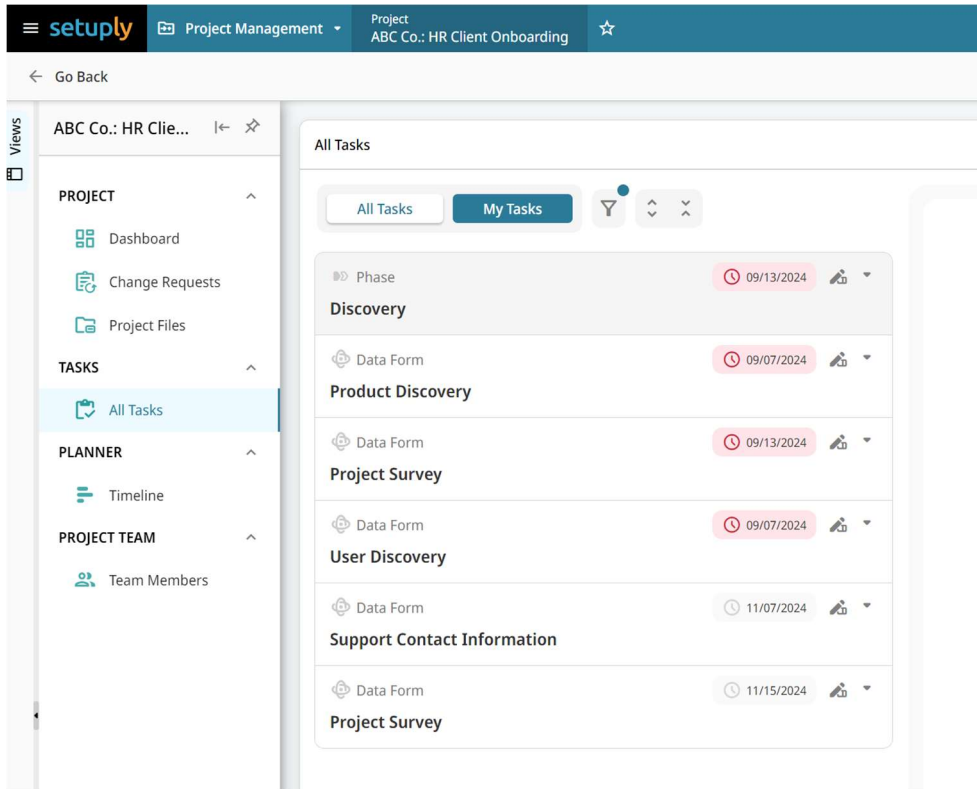 setuply
Project Management
Project
ABC Co.: HR Client Onboarding
Go Back
Views
ABC Co.: HR Clie...
PROJECT
Dashboard
Change Requests
Project Files
TASKS
All Tasks
PLANNER
Timeline
PROJECT TEAM
Team Members
All Tasks
All Tasks My Tasks
Phase 09/13/2024
Discovery
Data Form 09/07/2024
Product Discovery
Data Form 09/13/2024
Project Survey
Data Form 09/07/2024
User Discovery
Data Form 11/07/2024
Support Contact Information
Data Form 11/15/2024
Project Survey